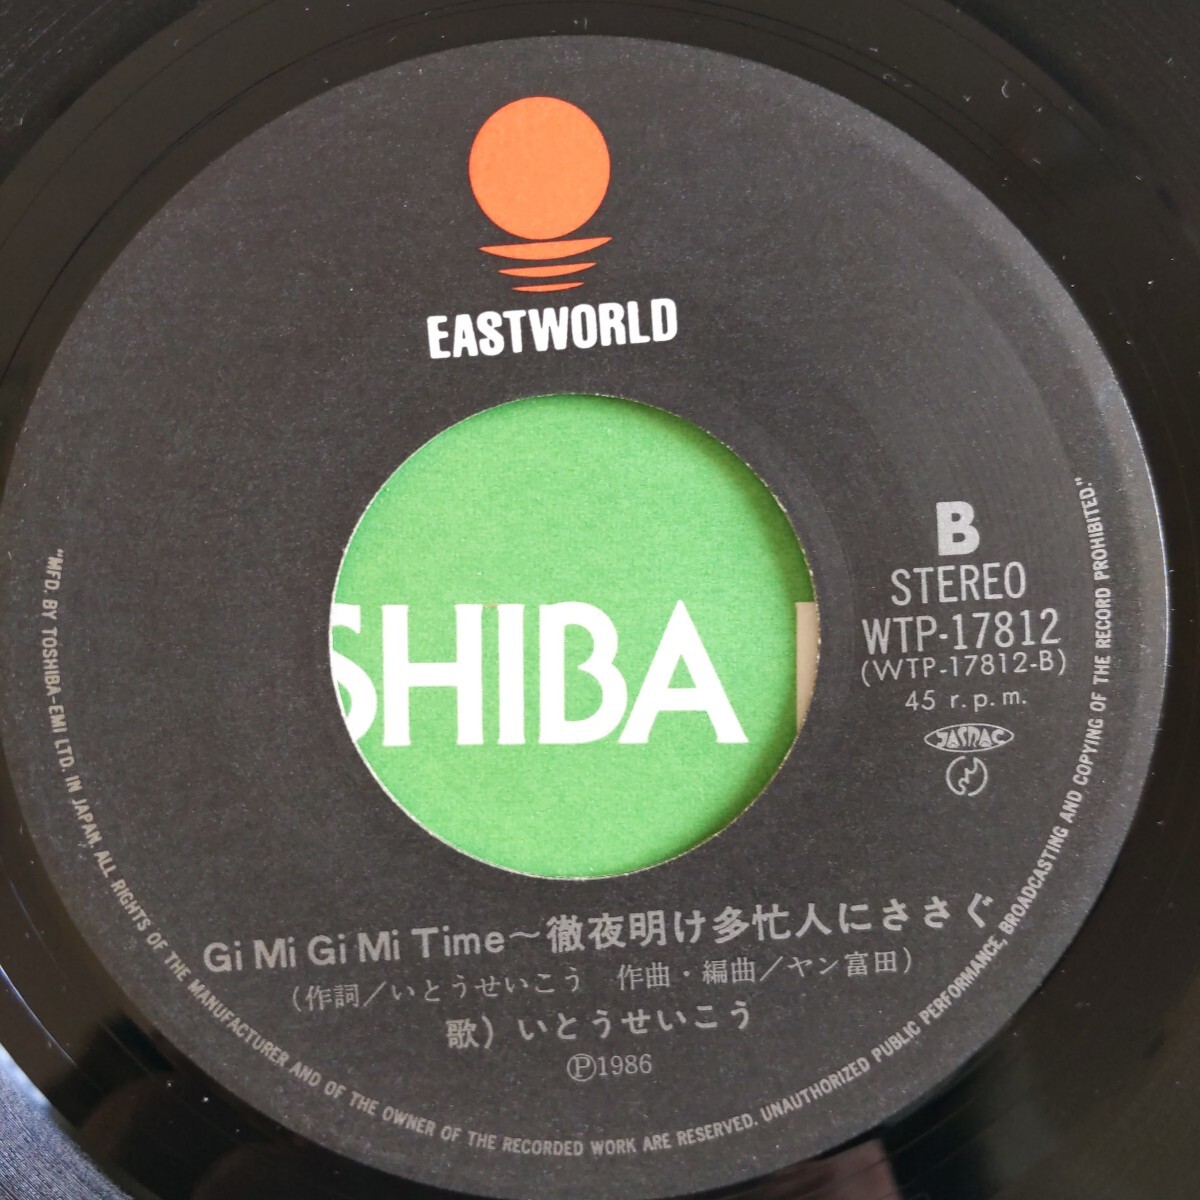 EASTWORLD
SHIBA
B
STEREO
WTP-17812
(WTP-17812-B)
45 r.p.m.
JASRAC
Gi Mi Gi Mi Time～徹夜明け多忙人にささぐ
(作詞/いとうせいこう 作曲・編曲/ヤン富田)
歌) いとうせいこう
Ⓟ1986
"MFD. BY TOSHIBA-EMI LTD. IN JAPAN. ALL RIGHTS OF THE MANUFACTURER AND OF THE OWNER OF THE RECORDED WORK ARE RESERVED. UNAUTHORIZED PUBLIC PERFORMANCE, BROADCASTING AND COPYING OF THE RECORD PROHIBITED."